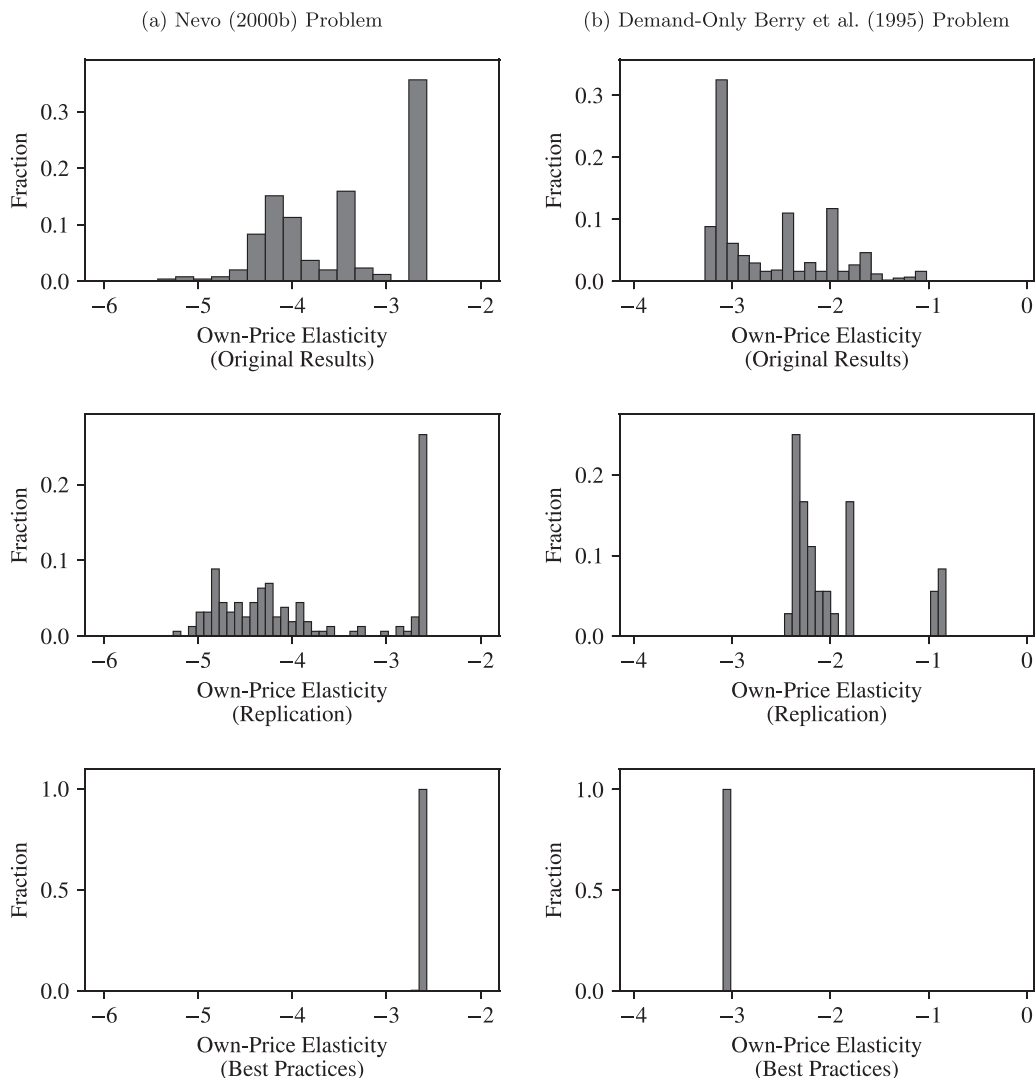 (a) Nevo (2000b) Problem
(b) Demand-Only Berry et al. (1995) Problem
Fraction
0.3
0.2
0.1
0.0
−6 −5 −4 −3 −2
Own-Price Elasticity
(Original Results)
Fraction
0.3
0.2
0.1
0.0
−4 −3 −2 −1 0
Own-Price Elasticity
(Original Results)
Fraction
0.2
0.1
0.0
−6 −5 −4 −3 −2
Own-Price Elasticity
(Replication)
Fraction
0.2
0.1
0.0
−4 −3 −2 −1 0
Own-Price Elasticity
(Replication)
Fraction
1.0
0.5
0.0
−6 −5 −4 −3 −2
Own-Price Elasticity
(Best Practices)
Fraction
1.0
0.5
0.0
−4 −3 −2 −1 0
Own-Price Elasticity
(Best Practices)